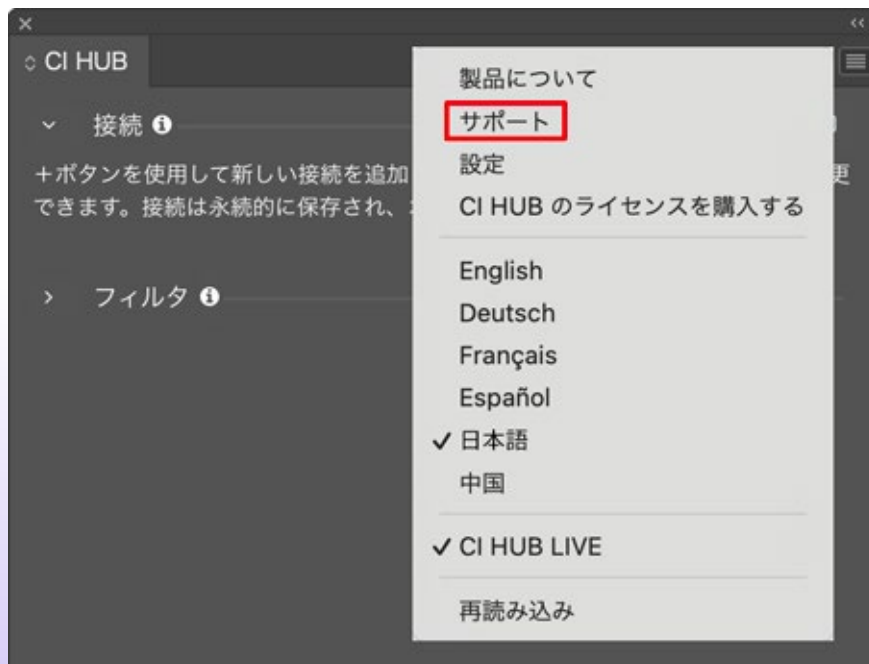 CI HUB
接続
+ボタンを使用して新しい接続を追加
更
できます。接続は永続的に保存され、
フィルタ
製品について
サポート
設定
CI HUB のライセンスを購入する
English
Deutsch
Français
Español
日本語
中国
CI HUB LIVE
再読み込み